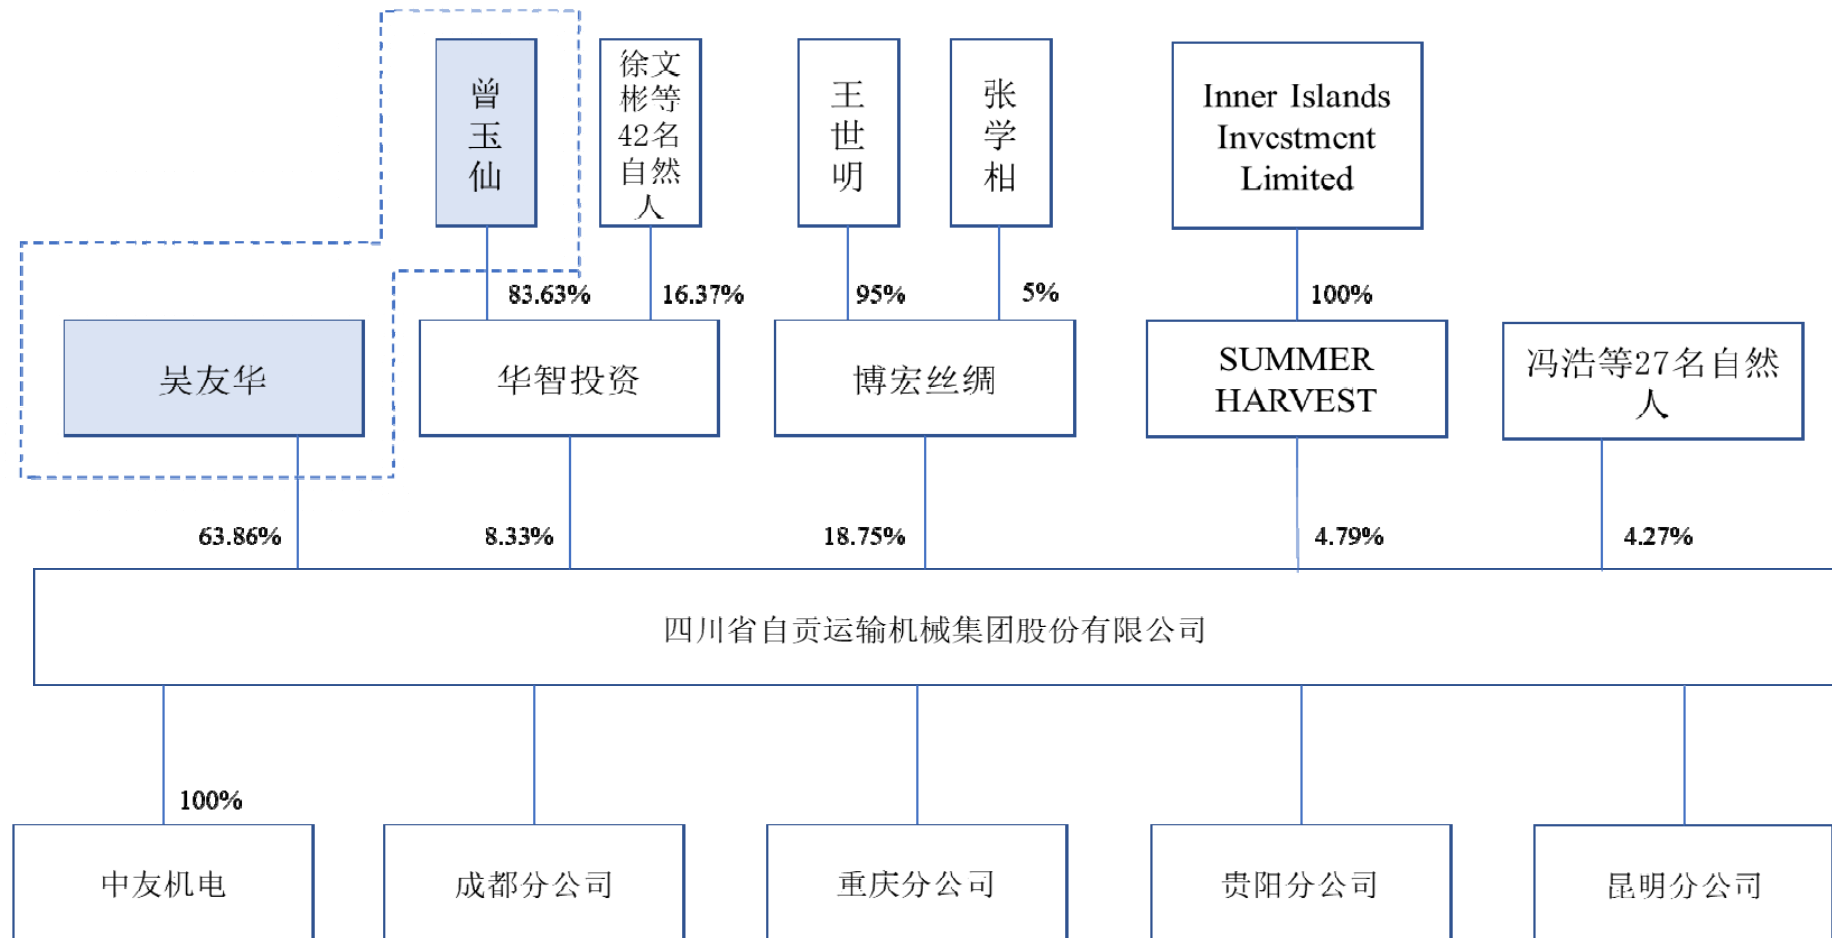 曾玉仙
徐文
彬等
42名
自然
人
王世明
张学相
Inner Islands
Investment
Limited
83.63%
16.37%
95%
5%
100%
吴友华
华智投资
博宏丝绸
SUMMER
HARVEST
冯浩等27名自然
人
63.86%
8.33%
18.75%
4.79%
4.27%
四川省自贡运输机械集团股份有限公司
100%
中友机电
成都分公司
重庆分公司
贵阳分公司
昆明分公司